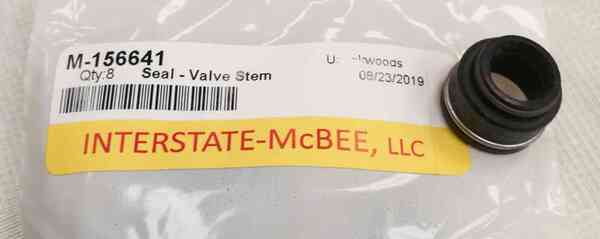 M-156641
Qty:8 Seal - Valve Stem
08/23/2019
INTERSTATE-McBEE, LLC